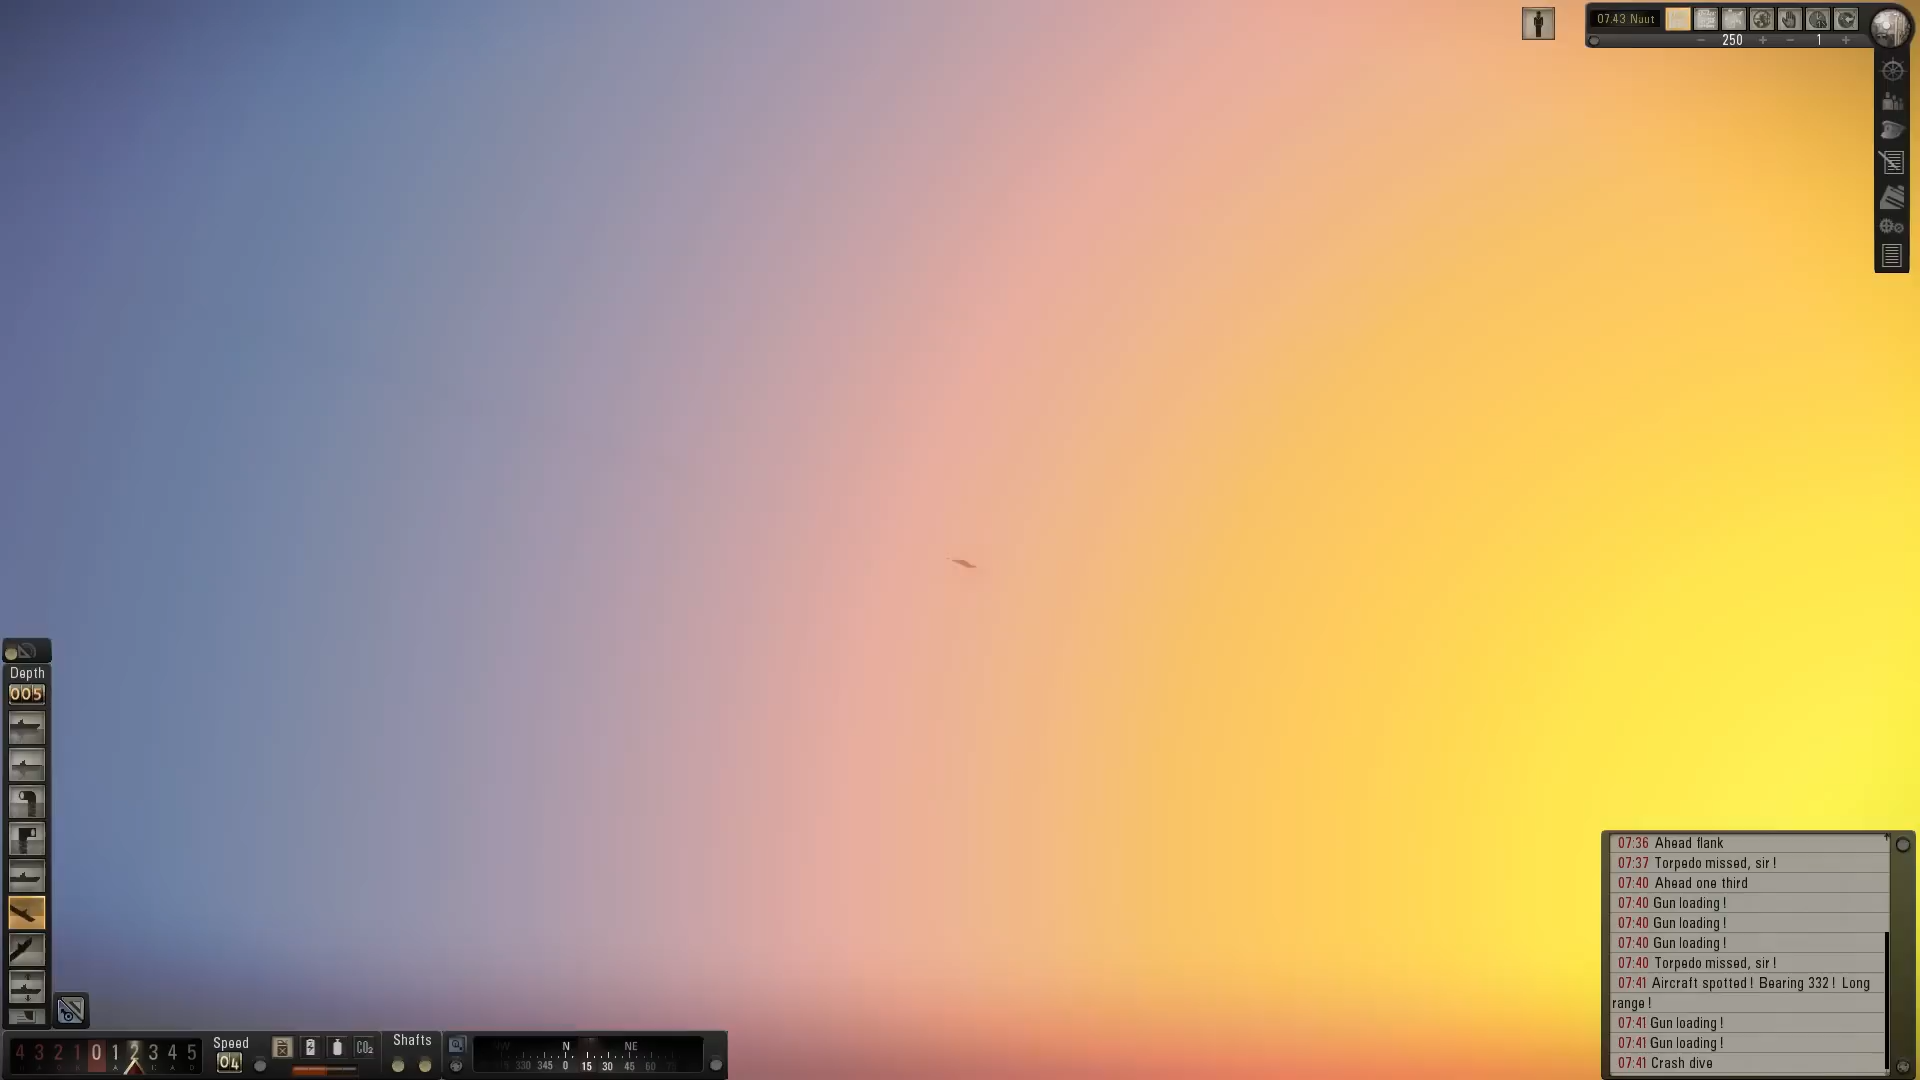 07.43 Nuut
250
1
Depth
005
Speed
04
4 3 2 1 0 1 2 3 4 5
CO₂
Shafts
NW N NE
330 345 0 15 30 45 60 75
07:36 Ahead flank
07:37 Torpedo missed, sir !
07:40 Ahead one third
07:40 Gun loading !
07:40 Gun loading !
07:40 Gun loading !
07:40 Torpedo missed, sir !
07:41 Aircraft spotted ! Bearing 332 ! Long
range !
07:41 Gun loading !
07:41 Gun loading !
07:41 Crash dive